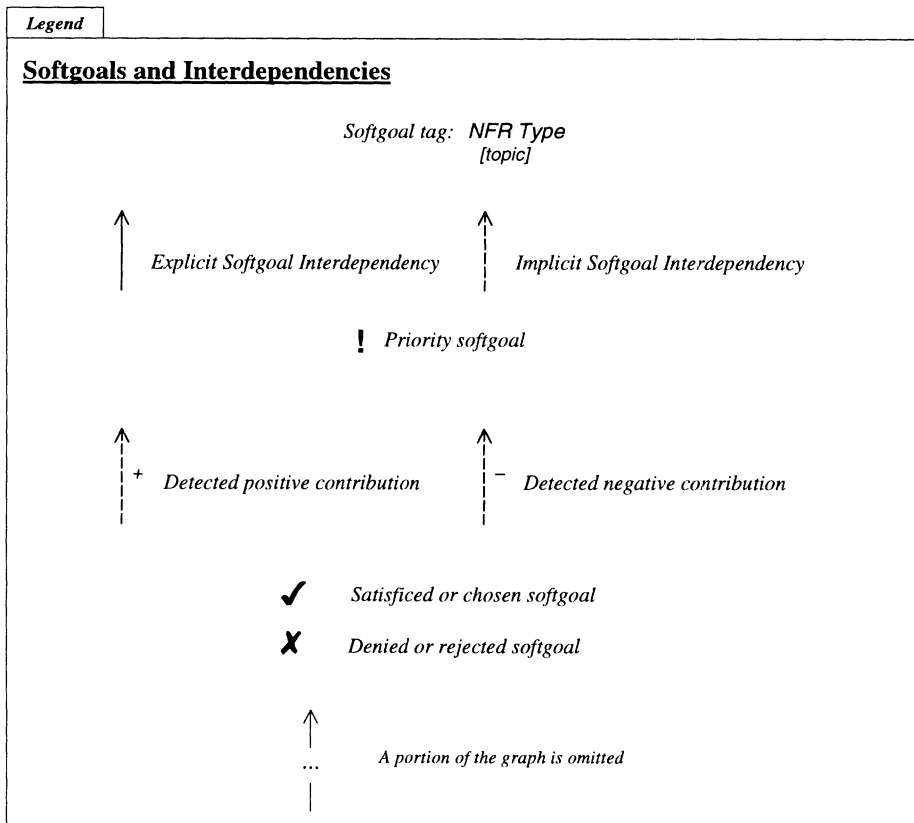 Legend
Softgoals and Interdependencies
Softgoal tag: NFR Type
[topic]
Explicit Softgoal Interdependency
Implicit Softgoal Interdependency
! Priority softgoal
+ Detected positive contribution
− Detected negative contribution
✓ Satisficed or chosen softgoal
✗ Denied or rejected softgoal
... A portion of the graph is omitted